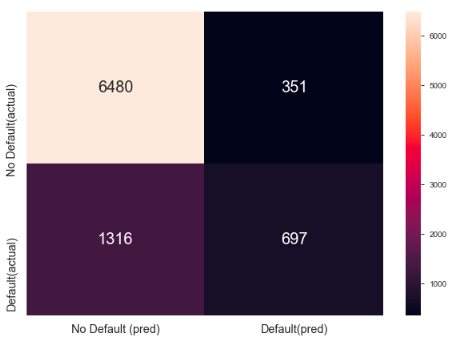 No Default(actual)
6480
351
Default(actual)
1316
697
No Default (pred)
Default(pred)
6000
5000
4000
3000
2000
1000